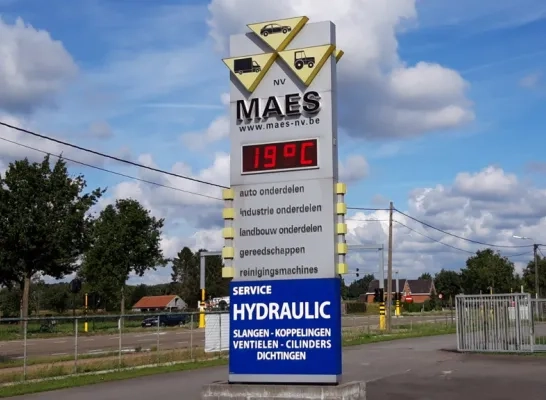 NV
MAES
www.maes-nv.be
19°C
auto onderdelen
industrie onderdelen
landbouw onderdelen
gereedschappen
reinigingsmachines
SERVICE
HYDRAULIC
SLANGEN - KOPPELINGEN
VENTIELEN - CILINDERS
DICHTINGEN